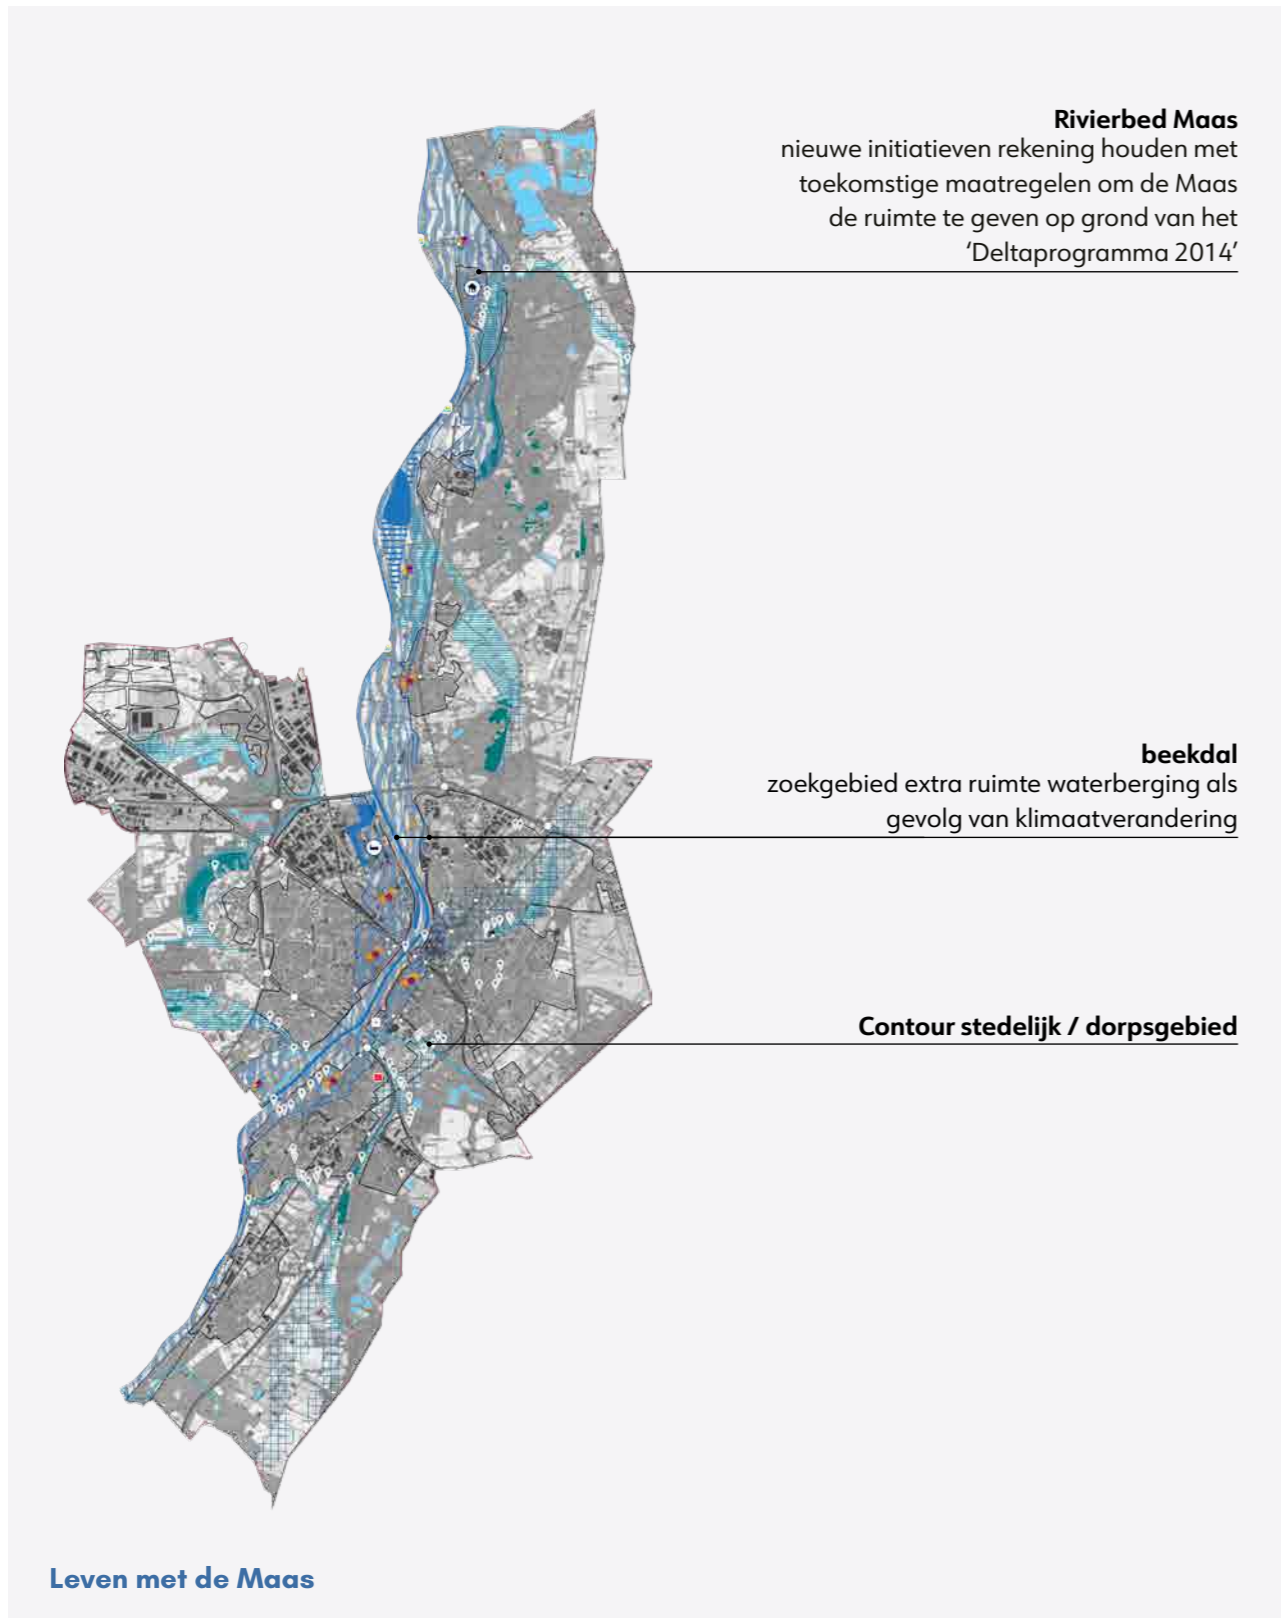 Rivierbed Maas
nieuwe initiatieven rekening houden met
toekomstige maatregelen om de Maas
de ruimte te geven op grond van het
‘Deltaprogramma 2014’
beekdal
zoekgebied extra ruimte waterberging als
gevolg van klimaatverandering
Contour stedelijk / dorpsgebied
Leven met de Maas